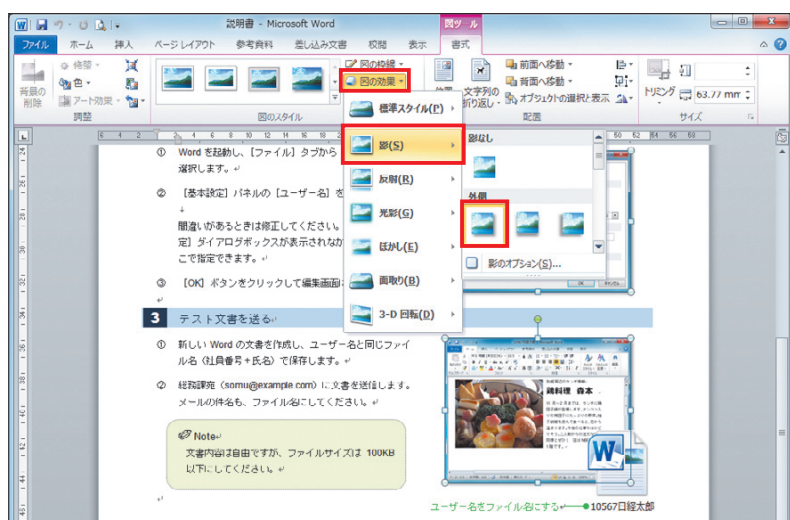 説明書 - Microsoft Word
図ツール
ファイル ホーム 挿入 ページ レイアウト 参考資料 差し込み文書 校閲 表示 書式
修整
色
アート効果
背景の
削除
調整
図の枠線
図の効果
図のスタイル
文字列の
折り返し
前面へ移動
背面へ移動
オブジェクトの選択と表示
配置
トリミング
63.77 mm
サイズ
標準スタイル(P)
影(S)
反射(R)
光彩(G)
ぼかし(E)
面取り(B)
3-D 回転(D)
影なし
外側
影のオプション(S)...
① Word を起動し、[ファイル] タブから
選択します。
② [基本設定] パネルの [ユーザー名] を
間違いがあるときは修正してください。
定] ダイアログボックスが表示されなか
こで指定できます。
③ [OK] ボタンをクリックして編集画面に
3 テスト文書を送る
① 新しい Word の文書を作成し、ユーザー名と同じファイ
ル名（社員番号+氏名）で保存します。
② 総務課宛（somu@example.com）に文書を送信します。
メールの件名も、ファイル名にしてください。
Note
文書内容は自由ですが、ファイルサイズは 100KB
以下にしてください。
鶏料理 森本
ユーザー名をファイル名にする
10567日経太郎